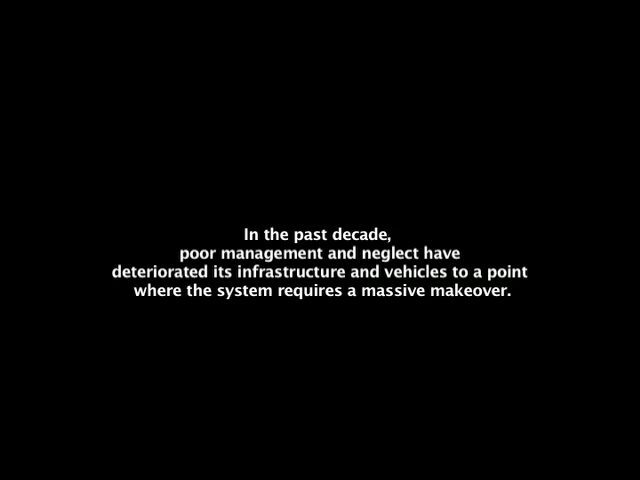 In the past decade,
poor management and neglect have
deteriorated its infrastructure and vehicles to a point
where the system requires a massive makeover.